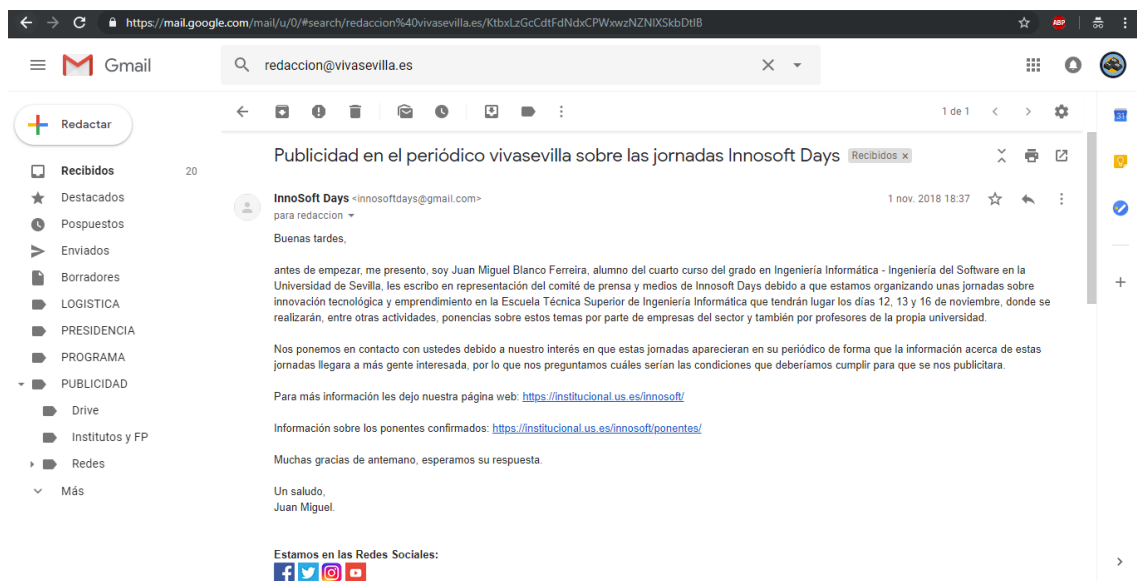 https://mail.google.com/mail/u/0/#search/redaccion%40vivasevilla.es/KtbxLzGcCdtFdNdxCPWxwzNZNlXSkbDtlB
ABP
Gmail
redaccion@vivasevilla.es
Redactar
1 de 1
31
Recibidos 20
Destacados
Pospuestos
Enviados
Borradores
LOGISTICA
PRESIDENCIA
PROGRAMA
PUBLICIDAD
Drive
Institutos y FP
Redes
Más
Publicidad en el periódico vivasevilla sobre las jornadas Innosoft Days Recibidos x
InnoSoft Days <innosoftdays@gmail.com> 1 nov. 2018 18:37
para redaccion
Buenas tardes,
antes de empezar, me presento, soy Juan Miguel Blanco Ferreira, alumno del cuarto curso del grado en Ingeniería Informática - Ingeniería del Software en la
Universidad de Sevilla, les escribo en representación del comité de prensa y medios de Innosoft Days debido a que estamos organizando unas jornadas sobre
innovación tecnológica y emprendimiento en la Escuela Técnica Superior de Ingeniería Informática que tendrán lugar los días 12, 13 y 16 de noviembre, donde se
realizarán, entre otras actividades, ponencias sobre estos temas por parte de empresas del sector y también por profesores de la propia universidad.
Nos ponemos en contacto con ustedes debido a nuestro interés en que estas jornadas aparecieran en su periódico de forma que la información acerca de estas
jornadas llegara a más gente interesada, por lo que nos preguntamos cuáles serían las condiciones que deberíamos cumplir para que se nos publicitara.
Para más información les dejo nuestra página web: https://institucional.us.es/innosoft/
Información sobre los ponentes confirmados: https://institucional.us.es/innosoft/ponentes/
Muchas gracias de antemano, esperamos su respuesta.
Un saludo,
Juan Miguel.
Estamos en las Redes Sociales: